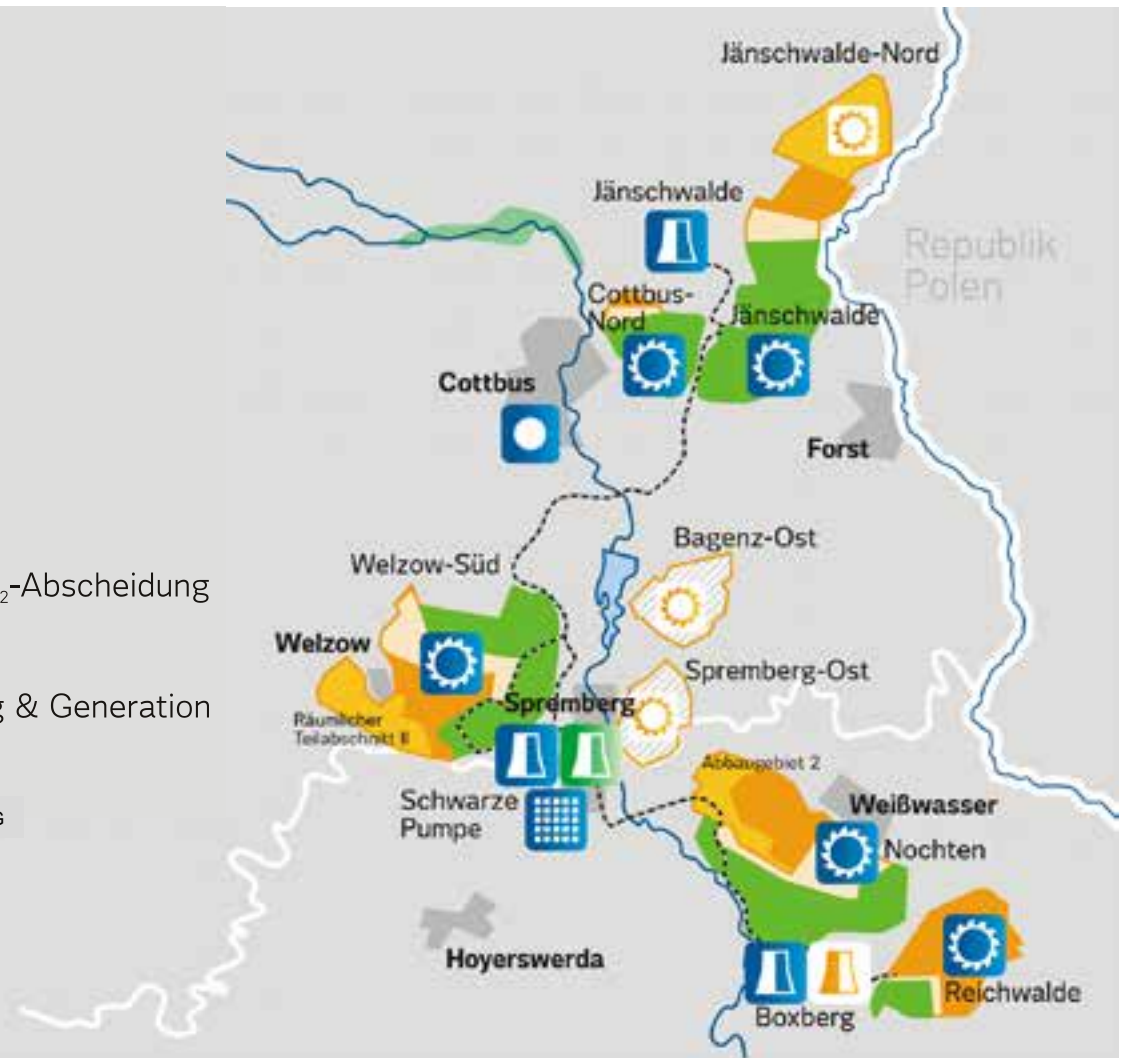 Jänschwalde-Nord
Jänschwalde
Republik
Polen
Cottbus-
Nord
Jänschwalde
Cottbus
Forst
Bagenz-Ost
Welzow-Süd
₂-Abscheidung
Welzow
Spremberg-Ost
Spremberg
g & Generation
Räumlicher
Teilabschnitt II
Abbaugebiet 2
Schwarze
Pumpe
Weißwasser
G
Nochten
Hoyerswerda
Reichwalde
Boxberg